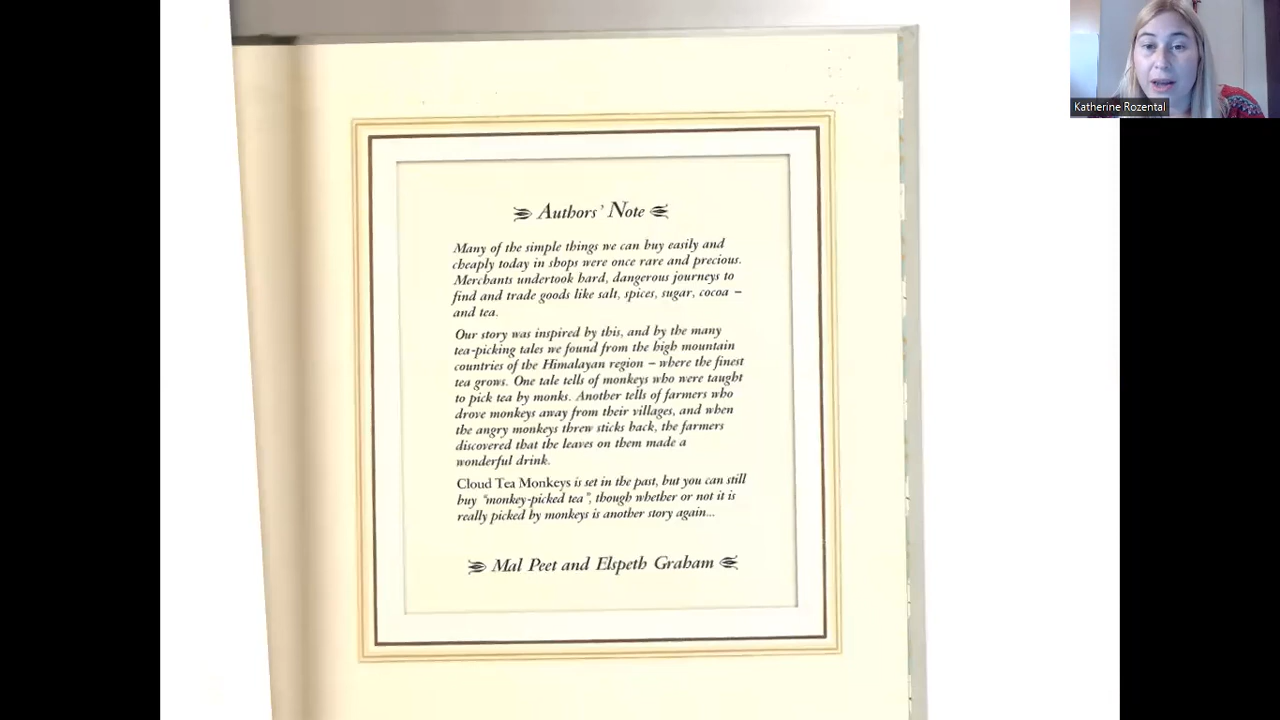 Katherine Rozental
Authors' Note
Many of the simple things we can buy easily and
cheaply today in shops were once rare and precious.
Merchants undertook hard, dangerous journeys to
find and trade goods like salt, spices, sugar, cocoa –
and tea.
Our story was inspired by this, and by the many
tea-picking tales we found from the high mountain
countries of the Himalayan region – where the finest
tea grows. One tale tells of monkeys who were taught
to pick tea by monks. Another tells of farmers who
drove monkeys away from their villages, and when
the angry monkeys threw sticks back, the farmers
discovered that the leaves on them made a
wonderful drink.
Cloud Tea Monkeys is set in the past, but you can still
buy "monkey-picked tea", though whether or not it is
really picked by monkeys is another story again...
Mal Peet and Elspeth Graham